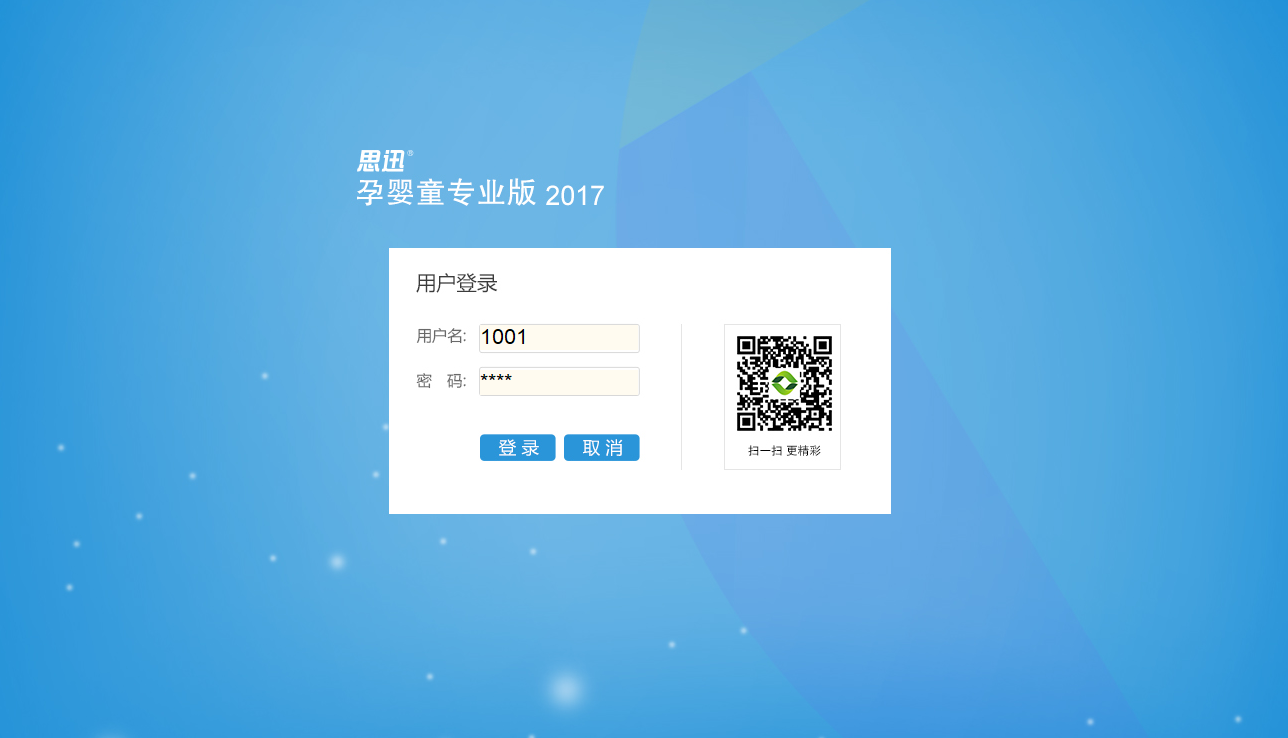 思迅®
孕婴童专业版 2017
用户登录
用户名: 1001
密 码: ****
登 录 取 消
扫一扫 更精彩